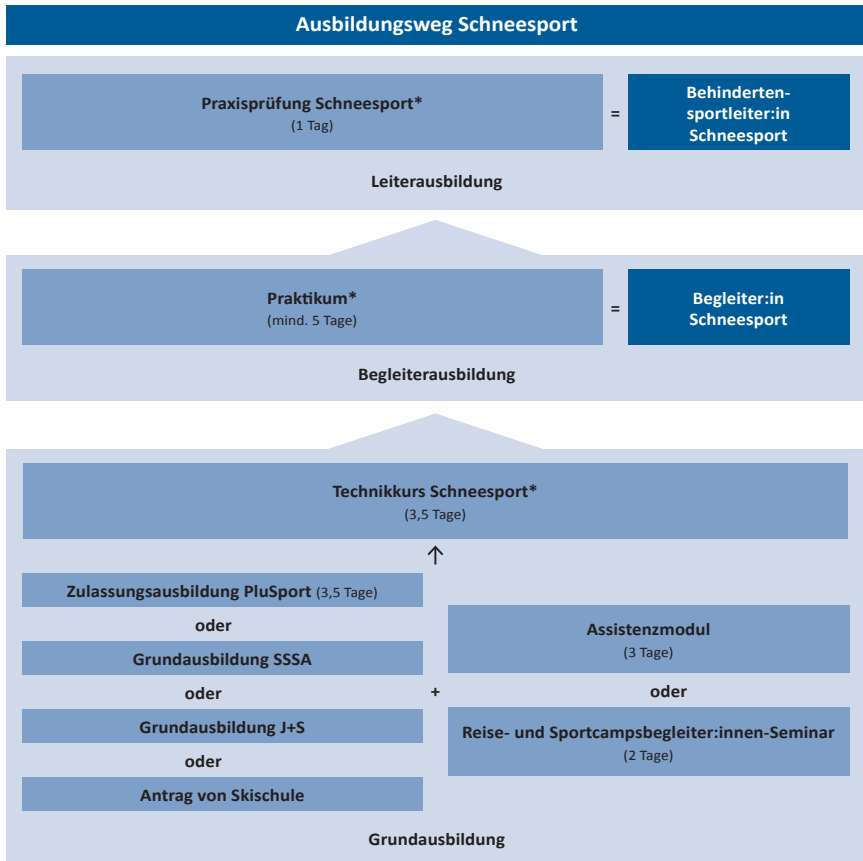 Ausbildungsweg Schneesport
Praxisprüfung Schneesport*
(1 Tag)
=
Behinderten-
sportleiter:in
Schneesport
Leiterausbildung
Praktikum*
(mind. 5 Tage)
=
Begleiter:in
Schneesport
Begleiterausbildung
Technikkurs Schneesport*
(3,5 Tage)
↑
Zulassungsausbildung PluSport (3,5 Tage)
oder
Grundausbildung SSSA
oder
Grundausbildung J+S
oder
Antrag von Skischule
+
Assistenzmodul
(3 Tage)
oder
Reise- und Sportcampsbegleiter:innen-Seminar
(2 Tage)
Grundausbildung